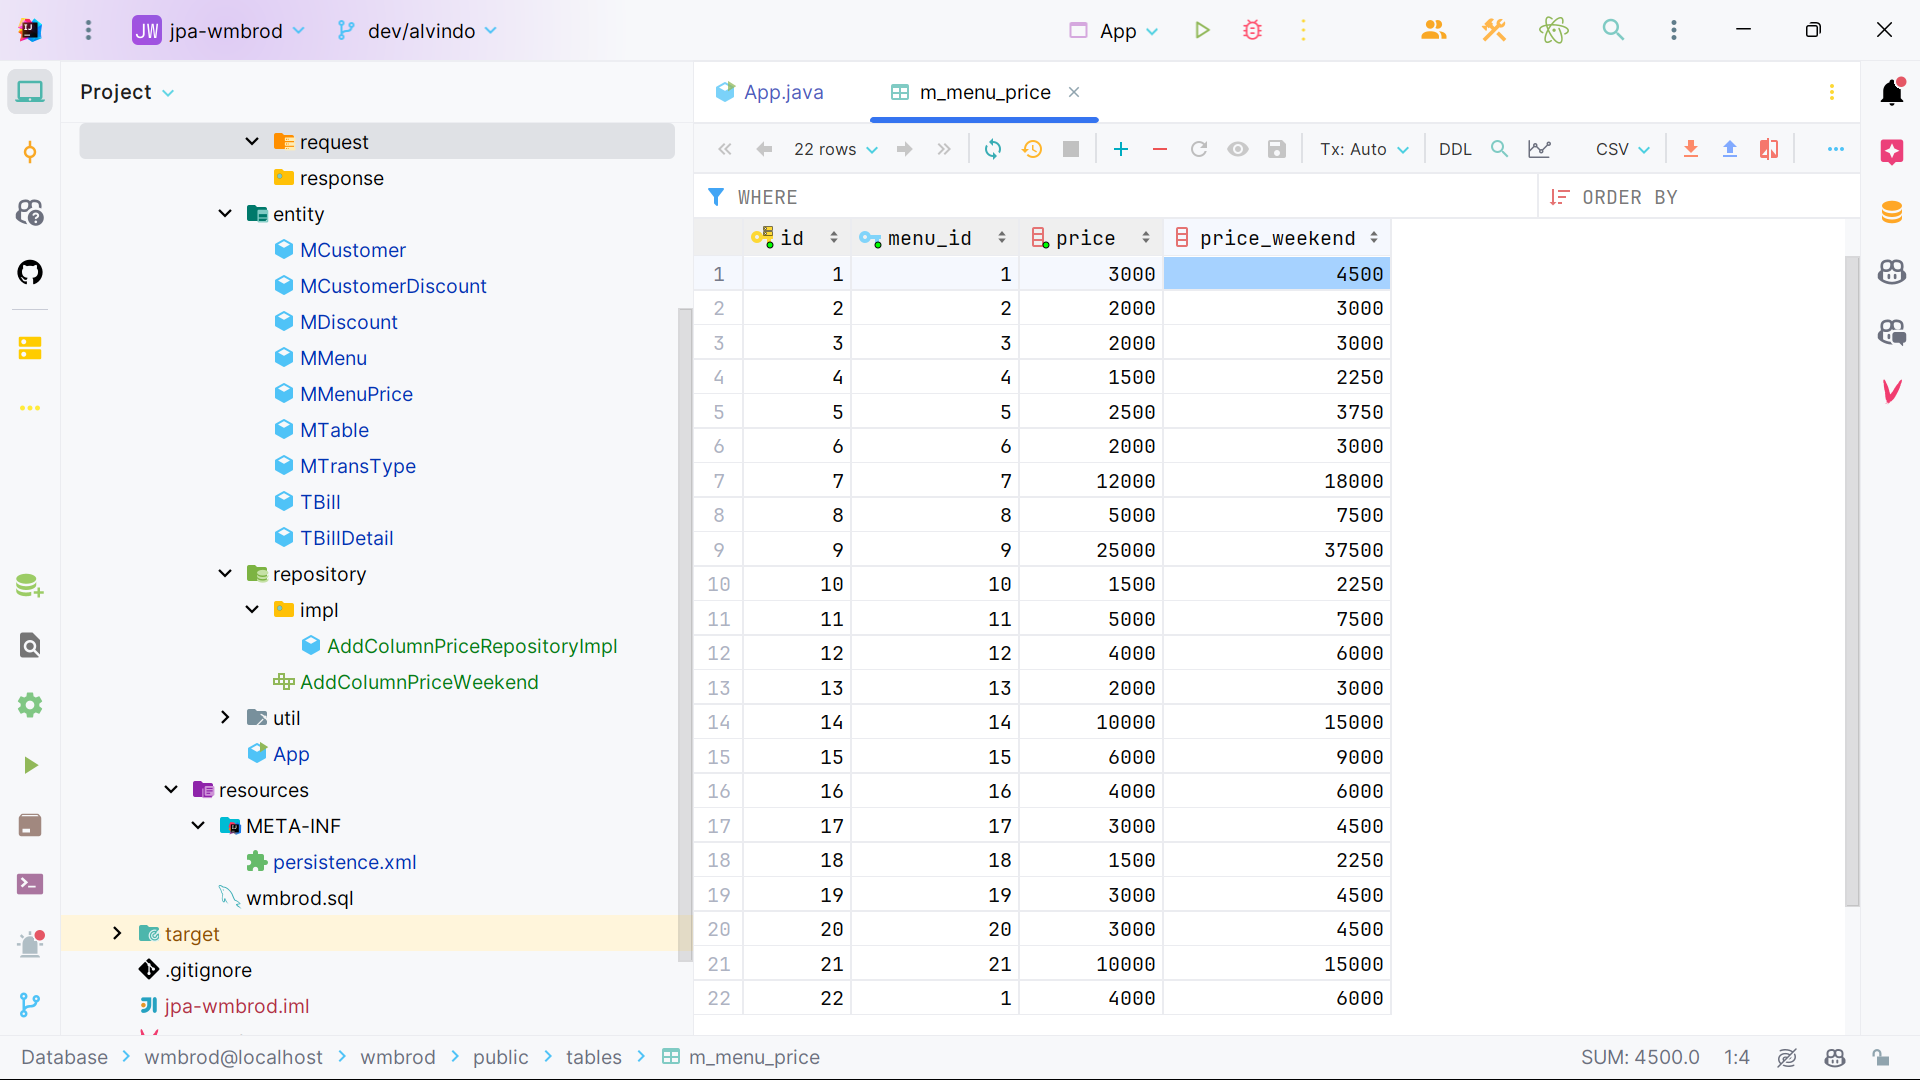 JW jpa-wmbrod dev/alvindo App
Project
App.java m_menu_price
request
response
entity
MCustomer
MCustomerDiscount
MDiscount
MMenu
MMenuPrice
MTable
MTransType
TBill
TBillDetail
repository
impl
AddColumnPriceRepositoryImpl
AddColumnPriceWeekend
util
App
resources
META-INF
persistence.xml
wmbrod.sql
target
.gitignore
jpa-wmbrod.iml
22 rows Tx: Auto DDL CSV
WHERE ORDER BY
id menu_id price price_weekend
1 1 1 3000 4500
2 2 2 2000 3000
3 3 3 2000 3000
4 4 4 1500 2250
5 5 5 2500 3750
6 6 6 2000 3000
7 7 7 12000 18000
8 8 8 5000 7500
9 9 9 25000 37500
10 10 10 1500 2250
11 11 11 5000 7500
12 12 12 4000 6000
13 13 13 2000 3000
14 14 14 10000 15000
15 15 15 6000 9000
16 16 16 4000 6000
17 17 17 3000 4500
18 18 18 1500 2250
19 19 19 3000 4500
20 20 20 3000 4500
21 21 21 10000 15000
22 22 1 4000 6000
Database wmbrod@localhost wmbrod public tables m_menu_price SUM: 4500.0 1:4